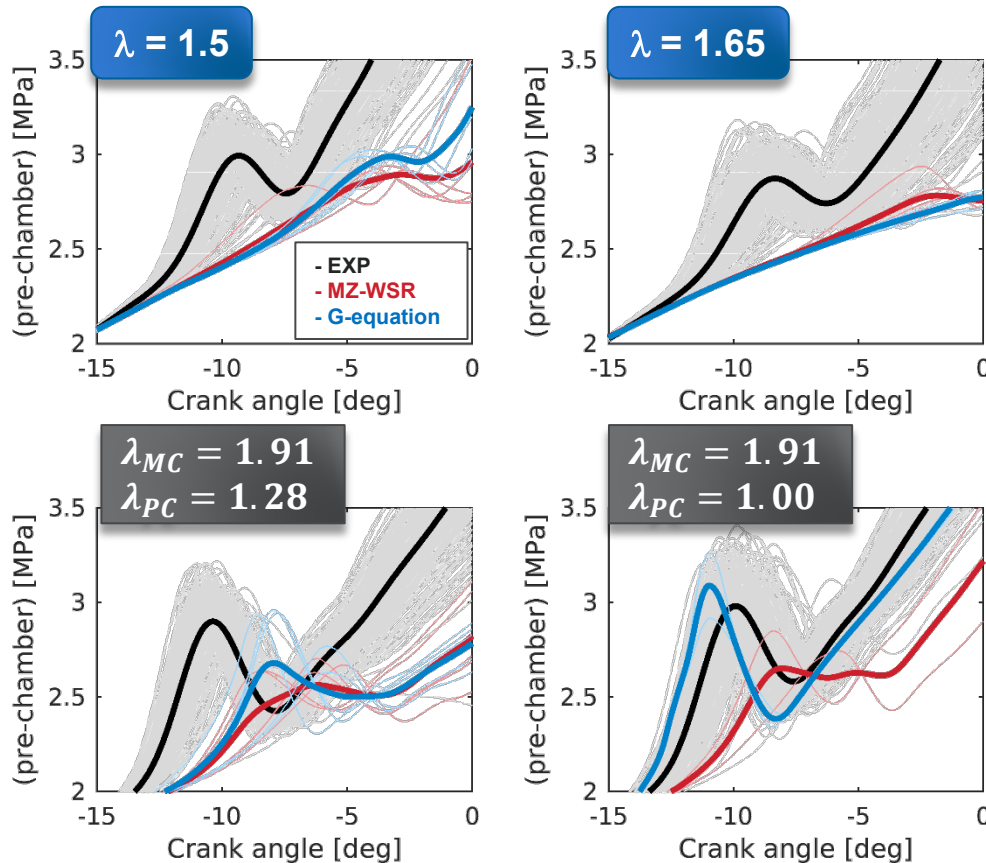 λ = 1.5
3.5
3
2.5
2
(pre-chamber) [MPa]
- EXP
- MZ-WSR
- G-equation
-15
-10
-5
0
Crank angle [deg]
λ = 1.65
3.5
3
2.5
2
(pre-chamber) [MPa]
-15
-10
-5
0
Crank angle [deg]
λMC = 1.91
λPC = 1.28
3.5
3
2.5
2
(pre-chamber) [MPa]
-15
-10
-5
0
Crank angle [deg]
λMC = 1.91
λPC = 1.00
3.5
3
2.5
2
(pre-chamber) [MPa]
-15
-10
-5
0
Crank angle [deg]